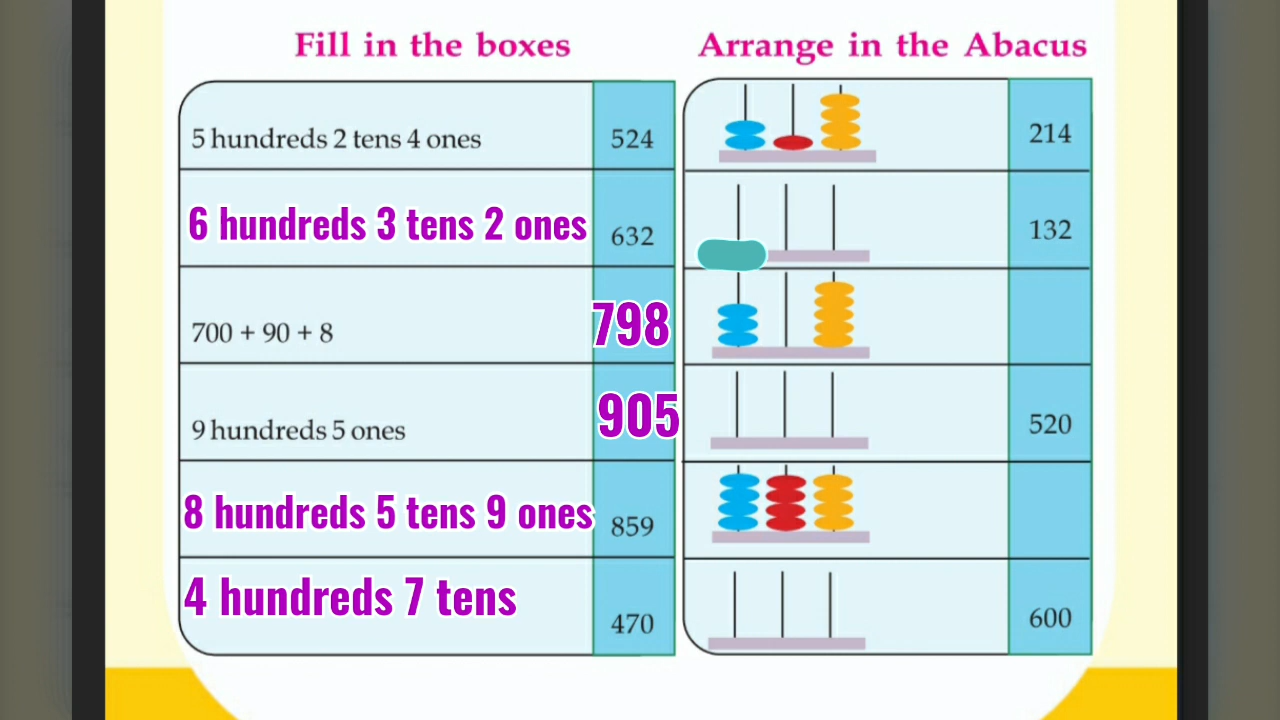 Fill in the boxes
Arrange in the Abacus
5 hundreds 2 tens 4 ones 524
214
6 hundreds 3 tens 2 ones 632
132
700 + 90 + 8 798
9 hundreds 5 ones 905
520
8 hundreds 5 tens 9 ones 859
4 hundreds 7 tens 470
600